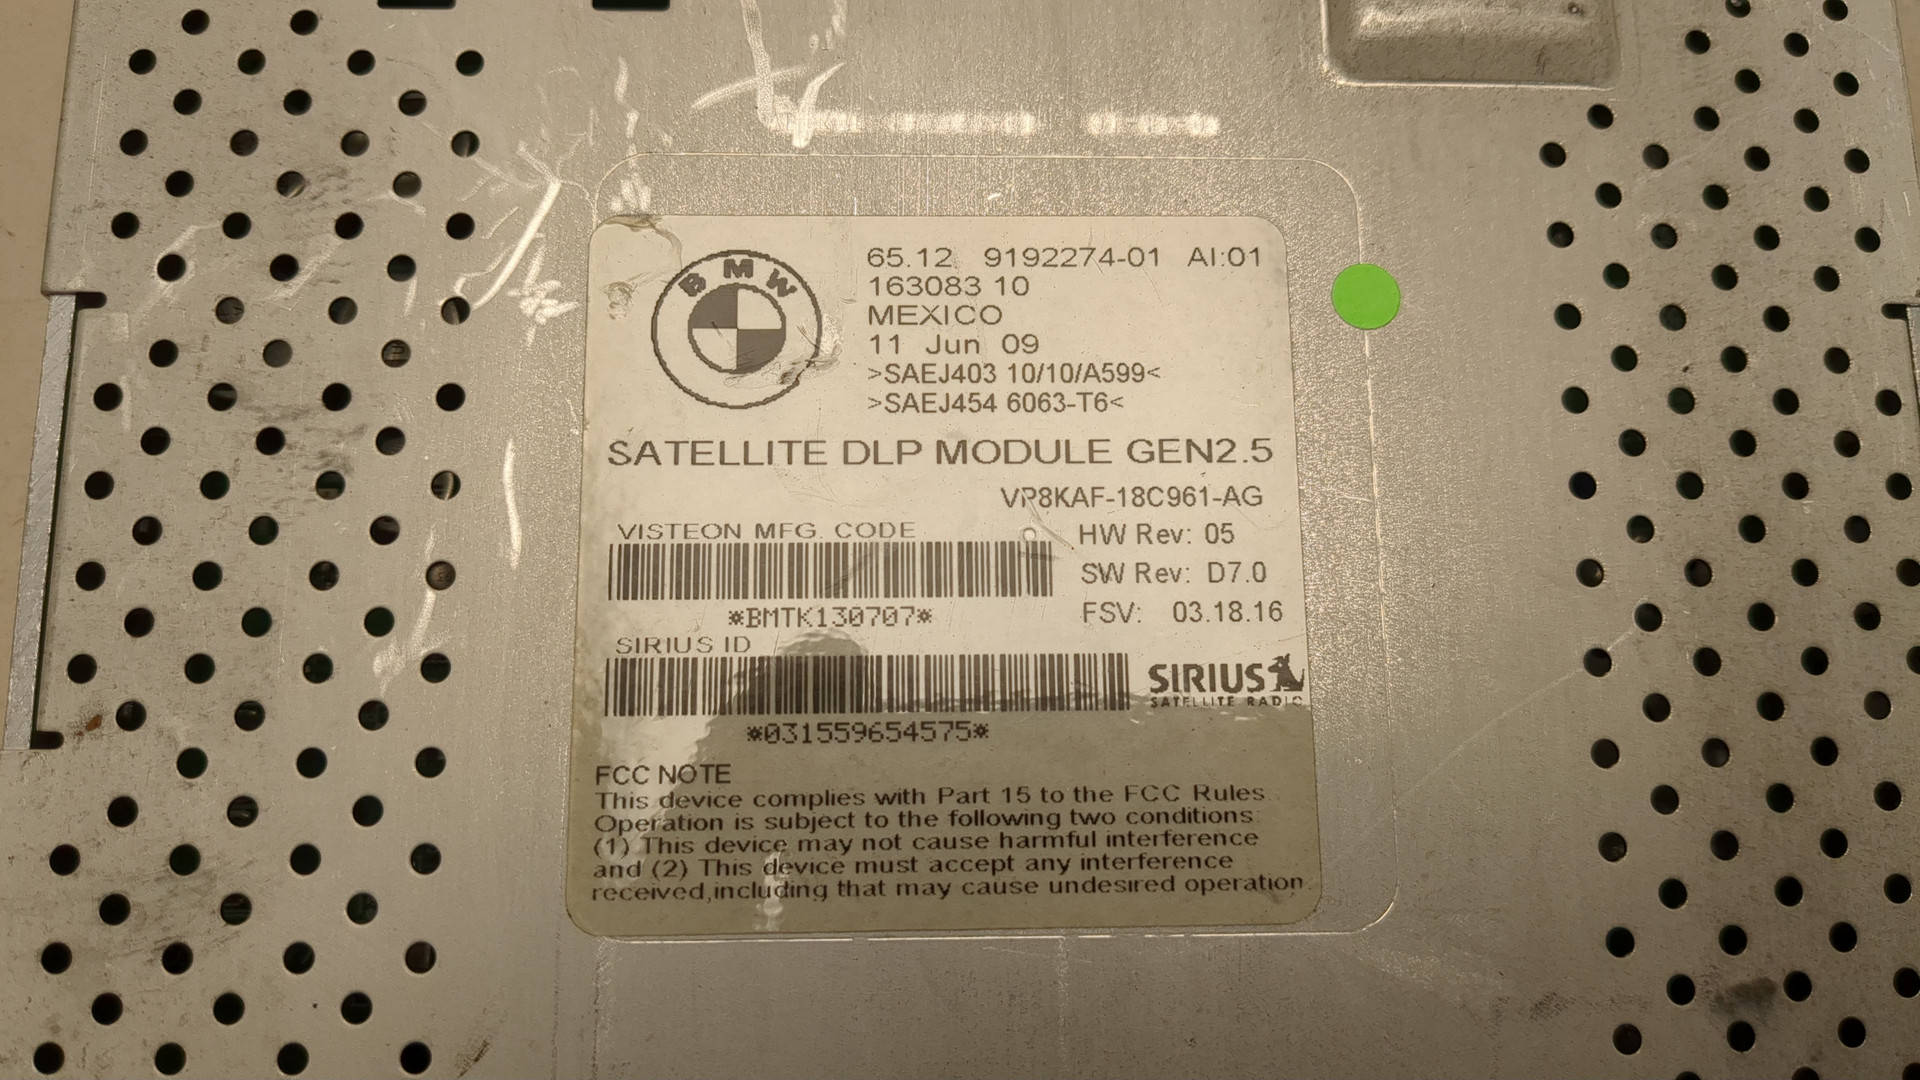 BMW
65.12 9192274-01 AI:01
163083 10
MEXICO
11 Jun 09
>SAEJ403 10/10/A599<
>SAEJ454 6063-T6<
SATELLITE DLP MODULE GEN2.5
VP8KAF-18C961-AG
VISTEON MFG. CODE
HW Rev: 05
SW Rev: D7.0
*BMTK130707*
FSV: 03.18.16
SIRIUS ID
SIRIUS
SATELLITE RADIO
*031559654575*
FCC NOTE
This device complies with Part 15 to the FCC Rules.
Operation is subject to the following two conditions:
(1) This device may not cause harmful interference
and (2) This device must accept any interference
received,including that may cause undesired operation.